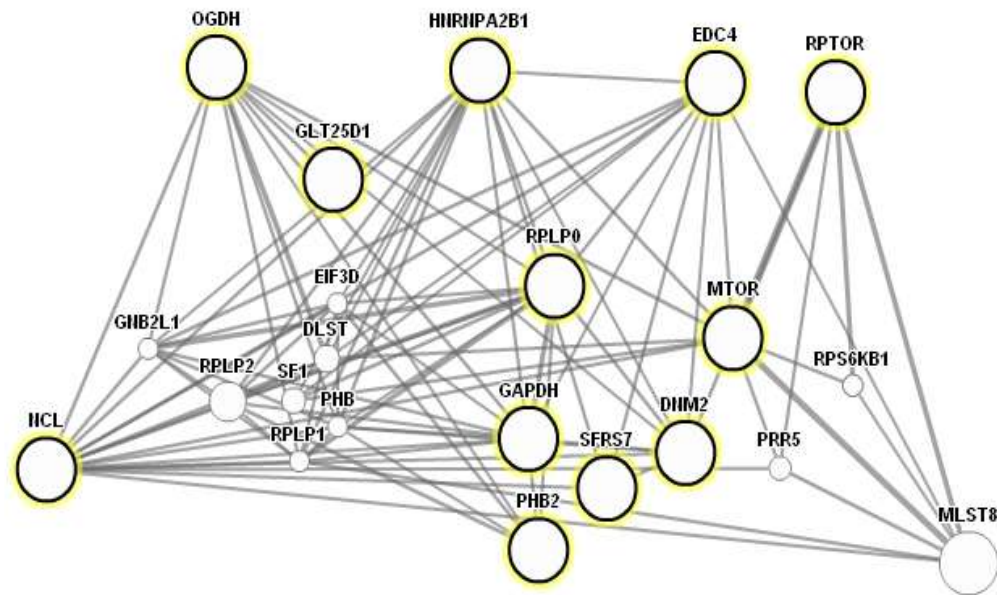 OGDH
HNRNPA2B1
EDC4
RPTOR
GLT25D1
RPLP0
EIF3D
MTOR
GNB2L1
DLST
RPS6KB1
RPLP2
SF1
PHB
GAPDH
DNM2
NCL
RPLP1
SFRS7
PRR5
PHB2
MLST8